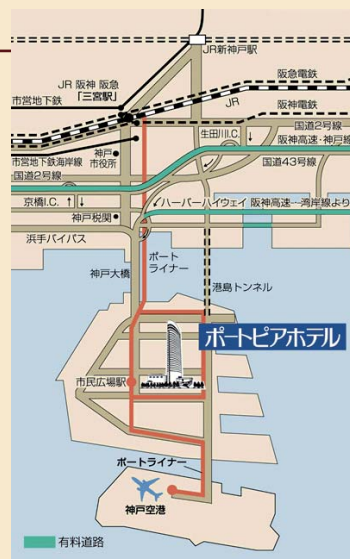 JR新神戸駅
阪急電鉄
JR 阪神 阪急
「三宮駅」
市営地下鉄
JR
阪神電鉄
生田川I.C.
国道2号線
阪神高速・神戸線
神戸
市役所
市営地下鉄海岸線
国道2号線
国道43号線
京橋I.C.
神戸税関
ハーバーハイウェイ 阪神高速…湾岸線より
浜手バイパス
ポート
ライナー
神戸大橋
港島トンネル
ポートピアホテル
市民広場駅
ポートライナー
神戸空港
有料道路